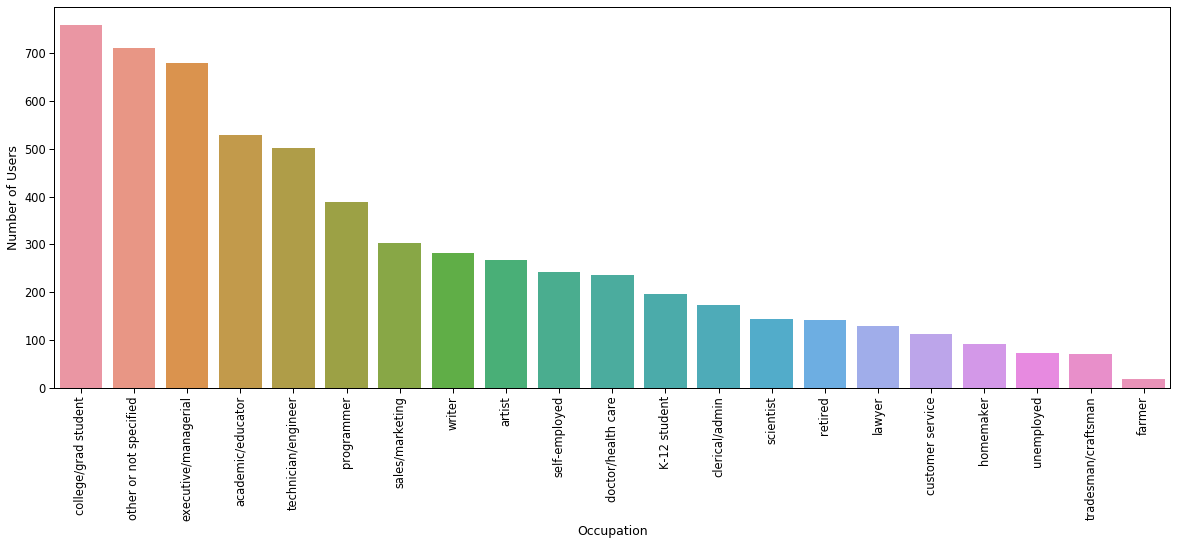 700
600
500
400
300
200
100
0
Number of Users
college/grad student
other or not specified
executive/managerial
academic/educator
technician/engineer
programmer
sales/marketing
writer
artist
self-employed
doctor/health care
K-12 student
clerical/admin
scientist
retired
lawyer
customer service
homemaker
unemployed
tradesman/craftsman
farmer
Occupation